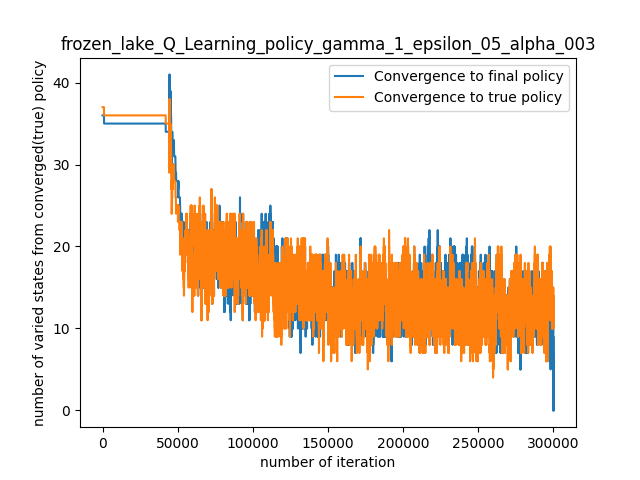 frozen_lake_Q_Learning_policy_gamma_1_epsilon_05_alpha_003
Convergence to final policy
Convergence to true policy
number of varied states from converged(true) policy
40
30
20
10
0
0 50000 100000 150000 200000 250000 300000
number of iteration